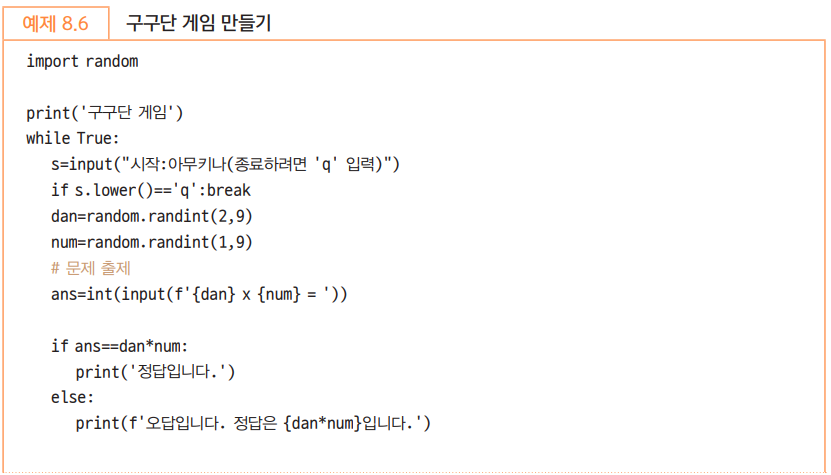 예제 8.6 구구단 게임 만들기
import random
print('구구단 게임')
while True:
s=input("시작:아무키나(종료하려면 'q' 입력)")
if s.lower()=='q':break
dan=random.randint(2,9)
num=random.randint(1,9)
# 문제 출제
ans=int(input(f'{dan} x {num} = '))
if ans==dan*num:
print('정답입니다.')
else:
print(f'오답입니다. 정답은 {dan*num}입니다.')